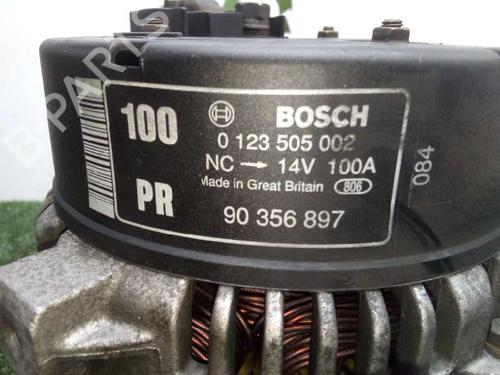 B-PARTS
100
BOSCH
0 123 505 002
NC → 14V 100A
Made in Great Britain 806
PR
90 356 897
084